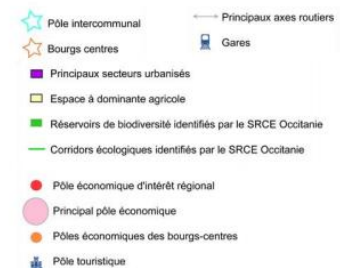 Pôle intercommunal
Principaux axes routiers
Bourgs centres
Gares
Principaux secteurs urbanisés
Espace à dominante agricole
Réservoirs de biodiversité identifiés par le SRCE Occitanie
Corridors écologiques identifiés par le SRCE Occitanie
Pôle économique d'intérêt régional
Principal pôle économique
Pôles économiques des bourgs-centres
Pôle touristique